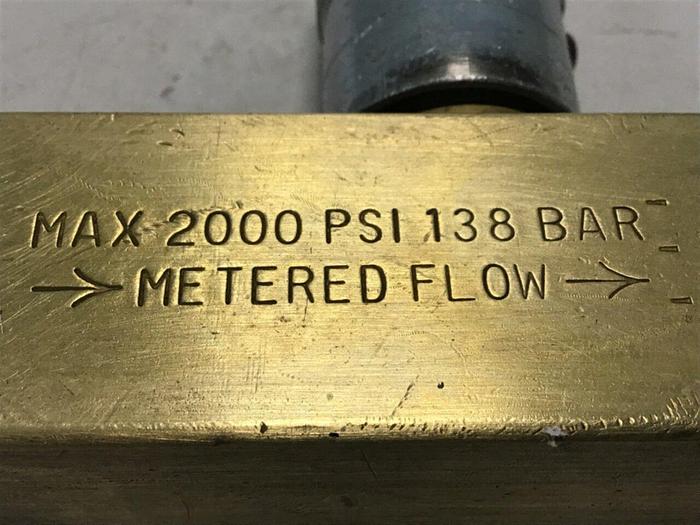 MAX 2000 PSI 138 BAR
→ METERED FLOW →